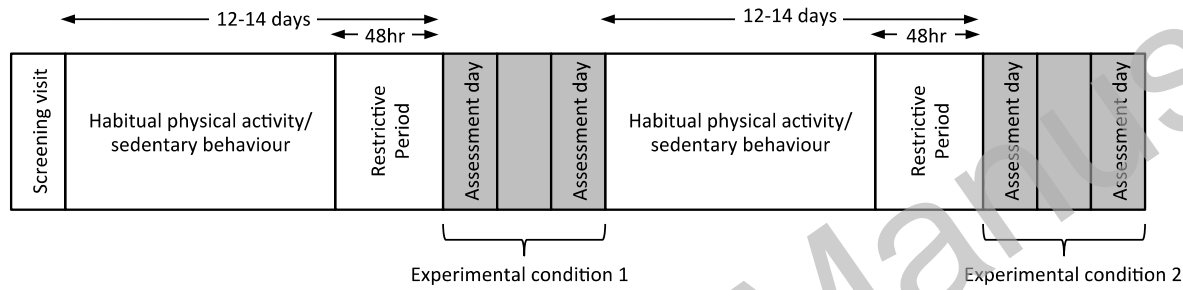 12-14 days
12-14 days
48hr
48hr
Screening visit
Habitual physical activity/
sedentary behaviour
Restrictive
Period
Assessment day
Assessment day
Habitual physical activity/
sedentary behaviour
Restrictive
Period
Assessment day
Assessment day
Experimental condition 1
Experimental condition 2
Manus